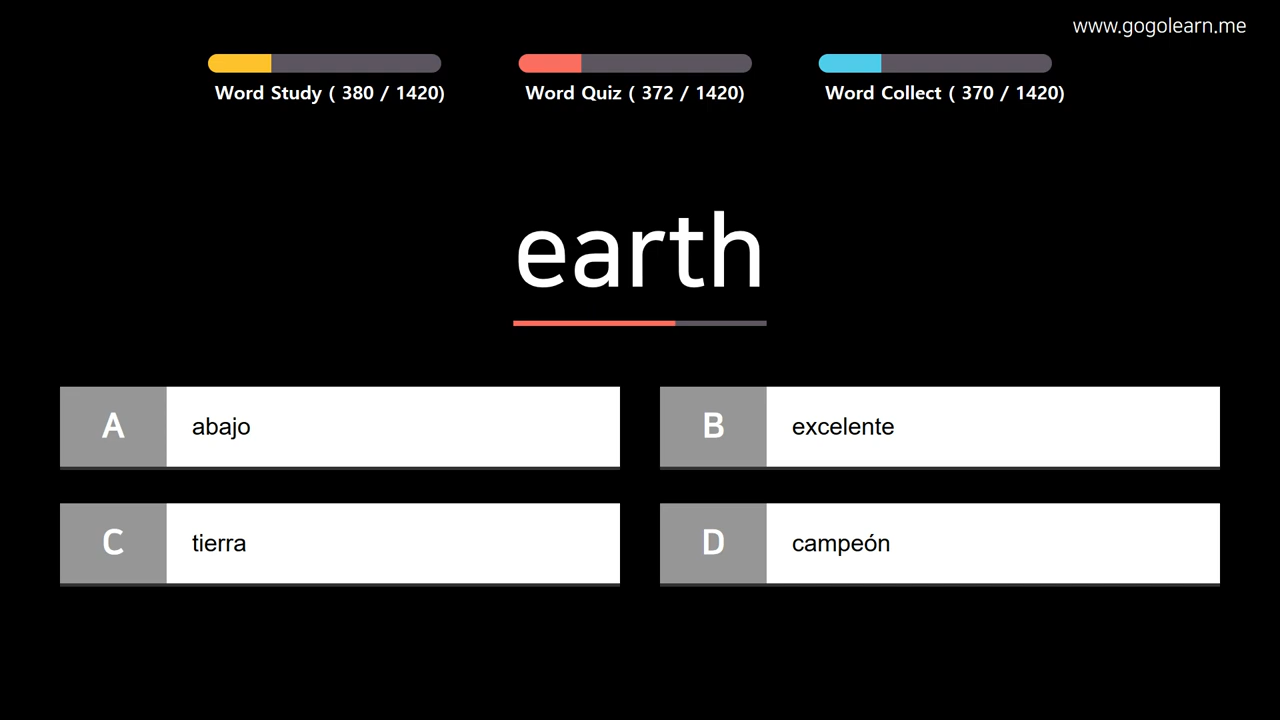 www.gogolearn.me
Word Study ( 380 / 1420)
Word Quiz ( 372 / 1420)
Word Collect ( 370 / 1420)
earth
A abajo
B excelente
C tierra
D campeón